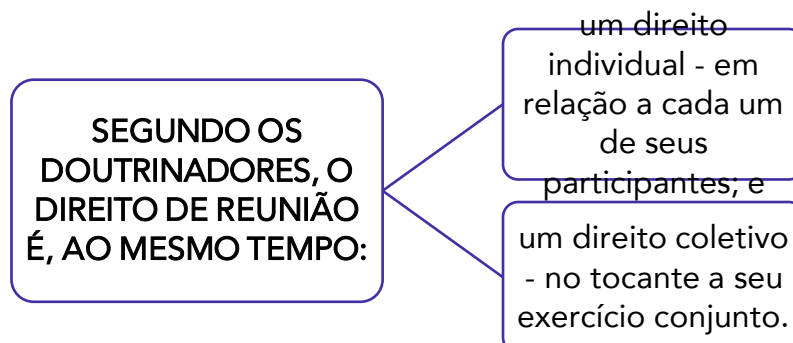 SEGUNDO OS
DOUTRINADORES, O
DIREITO DE REUNIÃO
É, AO MESMO TEMPO:
um direito
individual - em
relação a cada um
de seus
participantes; e
um direito coletivo
- no tocante a seu
exercício conjunto.